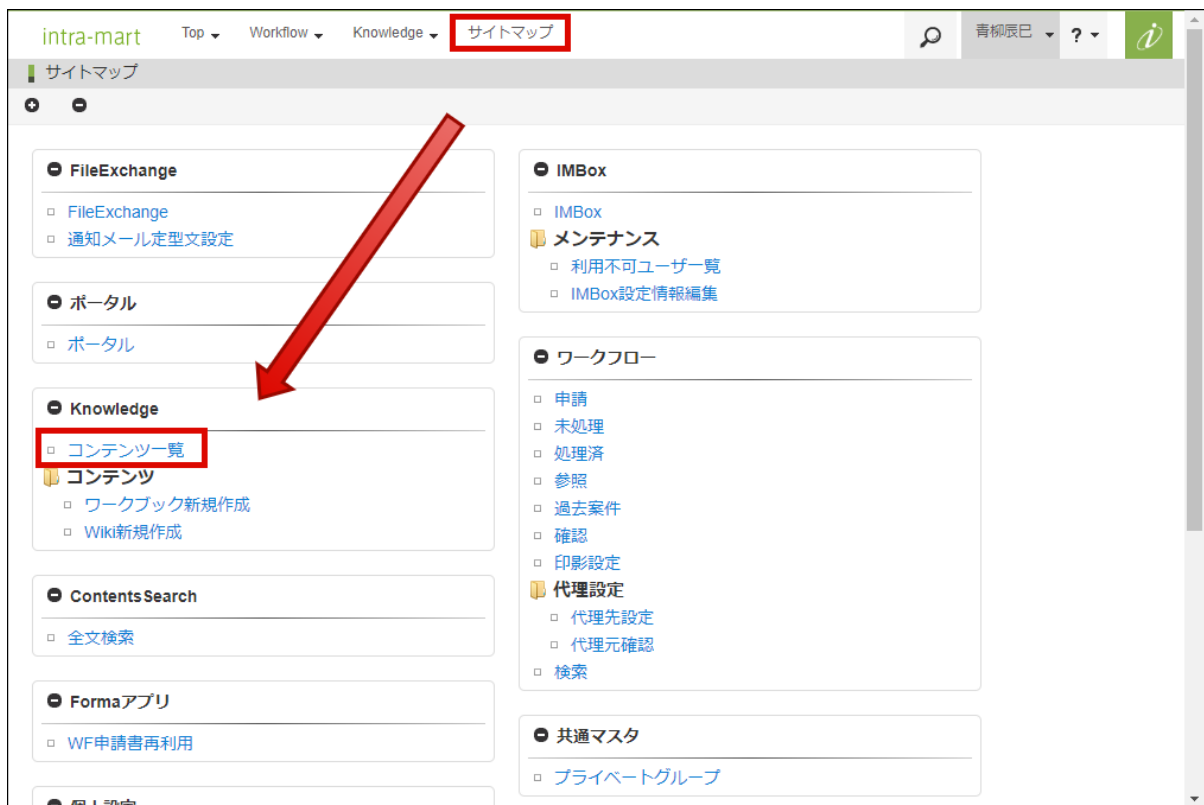 intra-mart Top Workflow Knowledge サイトマップ 青柳辰巳 ?
サイトマップ
FileExchange
FileExchange
通知メール定型文設定
ポータル
ポータル
Knowledge
コンテンツ一覧
コンテンツ
ワークブック新規作成
Wiki新規作成
ContentsSearch
全文検索
Formaアプリ
WF申請書再利用
個人設定
IMBox
IMBox
メンテナンス
利用不可ユーザ一覧
IMBox設定情報編集
ワークフロー
申請
未処理
処理済
参照
過去案件
確認
印影設定
代理設定
代理先設定
代理元確認
検索
共通マスタ
プライベートグループ